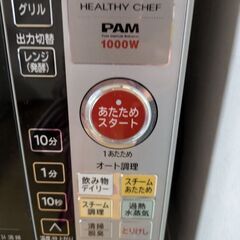 グリル
HEALTHY CHEF
PAM
1000W
出力切替
レンジ
(発酵)
あたため
スタート
1あたため
オート調理
10分
1分
10秒
飲み物
デイリー
スチーム
あたため
スチーム
調理
過熱
水蒸気
清掃
脱臭
とりけし